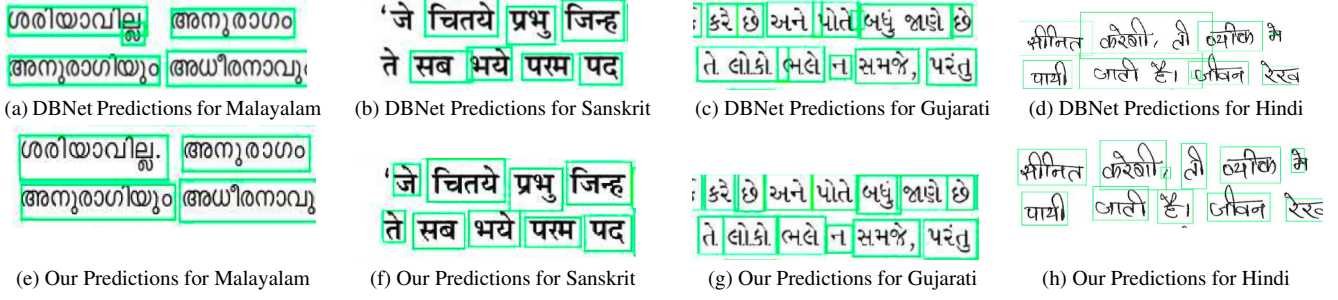 ശരിയാവില്ല അനുരാഗം
അനുരാഗിയും അധീരനാവു
(a) DBNet Predictions for Malayalam
‘जे चितये प्रभु जिन्ह
ते सब भये परम पद
(b) DBNet Predictions for Sanskrit
કરે છે અને પોતે બધું જાણે છે
તે લોકો ભલે ન સમજે, પરંતુ
(c) DBNet Predictions for Gujarati
सीनित करेगी, तो व्यीक मे
पायी जाती है। जीवन रेख
(d) DBNet Predictions for Hindi
ശരിയാവില്ല. അനുരാഗം
അനുരാഗിയും അധീരനാവു
(e) Our Predictions for Malayalam
‘जे चितये प्रभु जिन्ह
ते सब भये परम पद
(f) Our Predictions for Sanskrit
કરે છે અને પોતે બધું જાણે છે
તે લોકો ભલે ન સમજે, પરંતુ
(g) Our Predictions for Gujarati
सीनित करेगी, तो व्यीक मे
पायी जाती है। जीवन रेख
(h) Our Predictions for Hindi